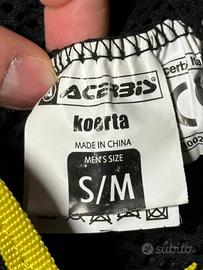 ACERBIS
koerta
MADE IN CHINA
MEN'S SIZE
S/M
subito